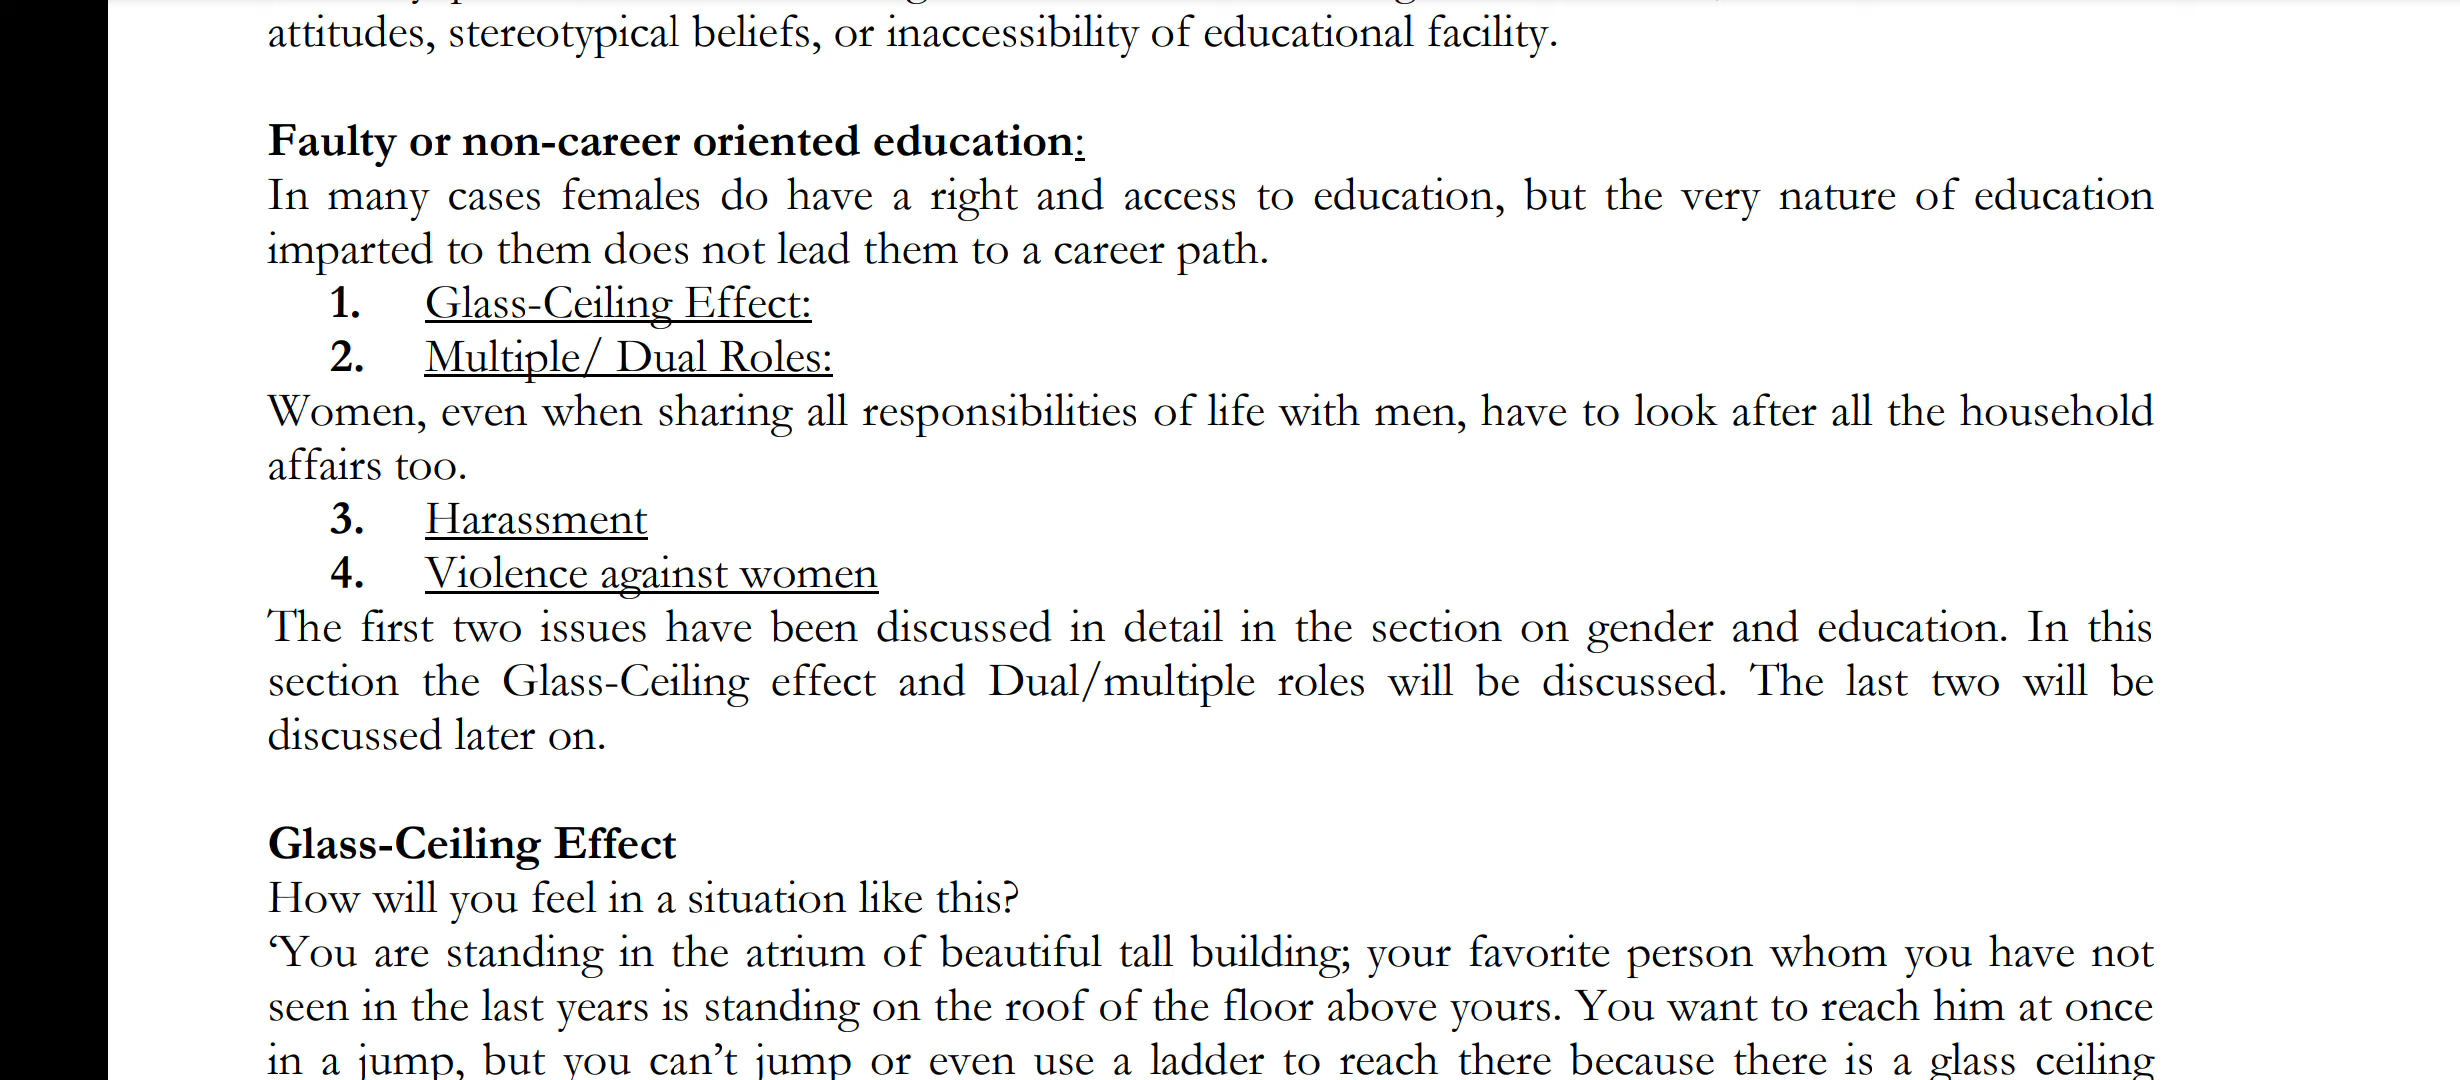 attitudes, stereotypical beliefs, or inaccessibility of educational facility.
Faulty or non-career oriented education:
In many cases females do have a right and access to education, but the very nature of education
imparted to them does not lead them to a career path.
1. Glass-Ceiling Effect:
2. Multiple/ Dual Roles:
Women, even when sharing all responsibilities of life with men, have to look after all the household
affairs too.
3. Harassment
4. Violence against women
The first two issues have been discussed in detail in the section on gender and education. In this
section the Glass-Ceiling effect and Dual/multiple roles will be discussed. The last two will be
discussed later on.
Glass-Ceiling Effect
How will you feel in a situation like this?
‘You are standing in the atrium of beautiful tall building; your favorite person whom you have not
seen in the last years is standing on the roof of the floor above yours. You want to reach him at once
in a jump, but you can’t jump or even use a ladder to reach there because there is a glass ceiling